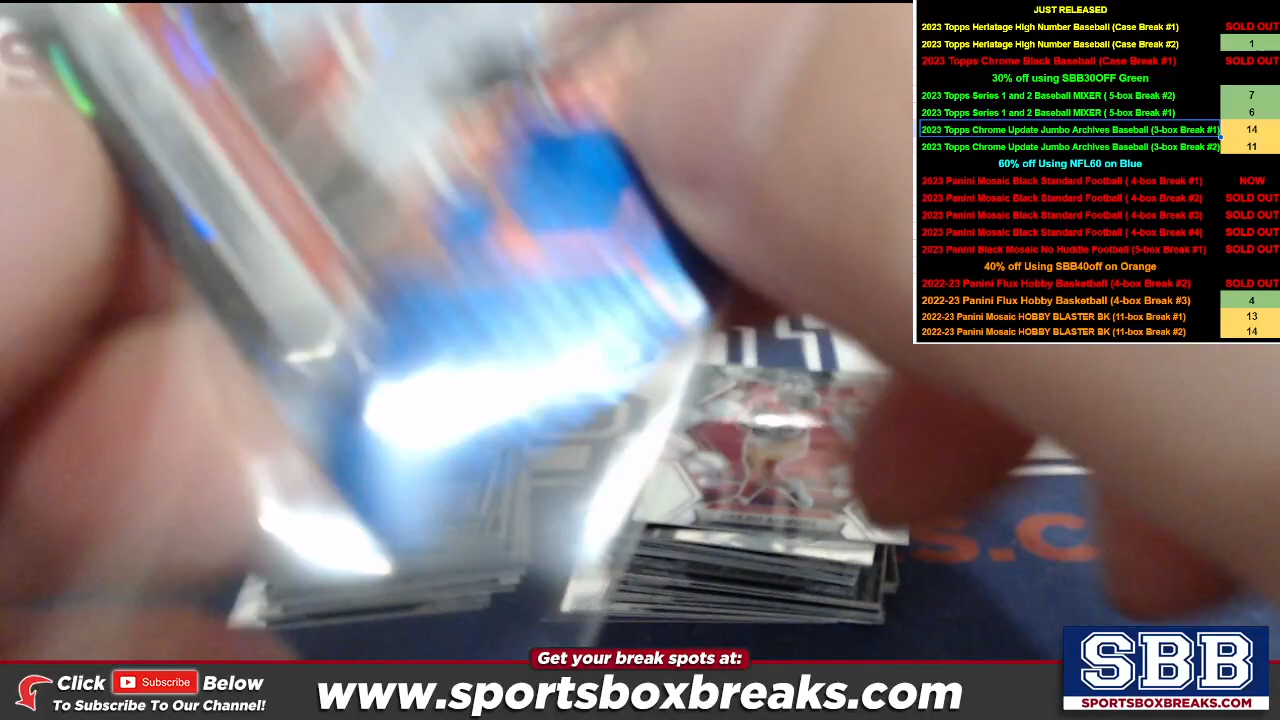 JUST RELEASED
2023 Topps Herlatage High Number Baseball (Case Break #1) SOLD OUT
2023 Topps Herlatage High Number Baseball (Case Break #2) 1
2023 Topps Chrome Black Baseball (Case Break #1) SOLD OUT
30% off using SBB30OFF Green
2023 Topps Series 1 and 2 Baseball MIXER ( 5-box Break #2) 7
2023 Topps Series 1 and 2 Baseball MIXER ( 5-box Break #1) 6
2023 Topps Chrome Update Jumbo Archives Baseball (3-box Break #1) 14
2023 Topps Chrome Update Jumbo Archives Baseball (3-box Break #2) 11
60% off Using NFL60 on Blue
2023 Panini Mosaic Black Standard Football ( 4-box Break #1) NOW
2023 Panini Mosaic Black Standard Football ( 4-box Break #2) SOLD OUT
2023 Panini Mosaic Black Standard Football ( 4-box Break #3) SOLD OUT
2023 Panini Mosaic Black Standard Football ( 4-box Break #4) SOLD OUT
2023 Panini Black Mosaic No Huddle Football (5-box Break #1) SOLD OUT
40% off Using SBB40off on Orange
2022-23 Panini Flux Hobby Basketball (4-box Break #2) SOLD OUT
2022-23 Panini Flux Hobby Basketball (4-box Break #3) 4
2022-23 Panini Mosaic HOBBY BLASTER BK (11-box Break #1) 13
2022-23 Panini Mosaic HOBBY BLASTER BK (11-box Break #2) 14
S.C
Get your break spots at:
Click Subscribe Below
To Subscribe To Our Channel!
www.sportsboxbreaks.com
SBB
SPORTSBOXBREAKS.COM